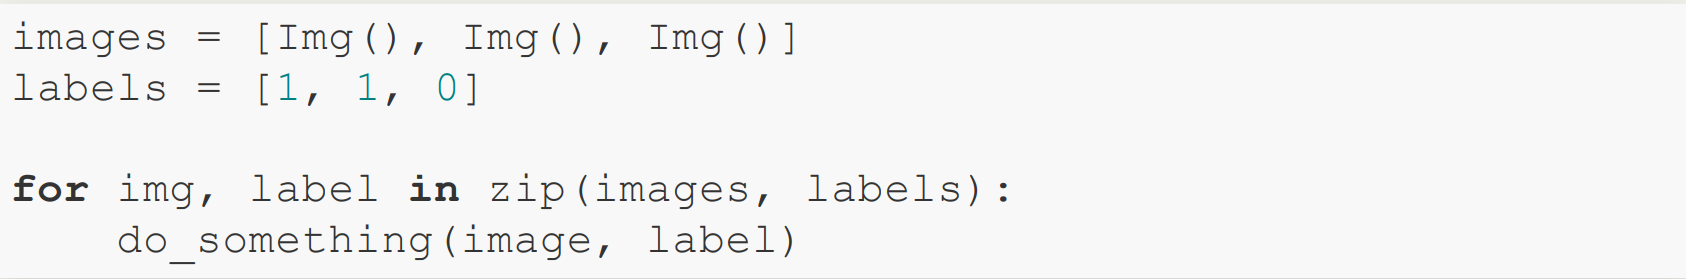 images = [Img(), Img(), Img()]
labels = [1, 1, 0]

for img, label in zip(images, labels):
    do_something(image, label)